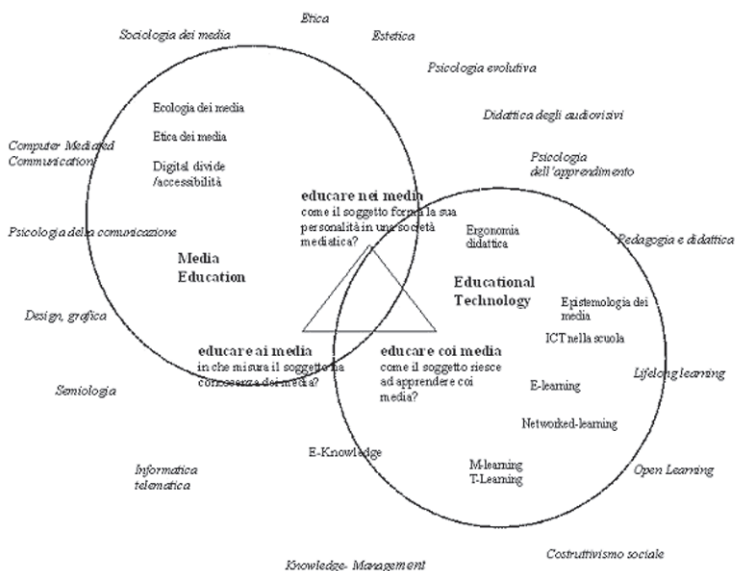 Etica
Sociologia dei media
Estetica
Psicologia evolutiva
Ecologia dei media
Didattica degli audiovisivi
Etica dei media
Computer Mediated
Communication
Digital divide
/accessibilità
Psicologia
dell'apprendimento
educare nei media
come il soggetto forma la sua
personalità in una società
mediatica?
Psicologia della comunicazione
Ergonomia
didattica
Pedagogia e didattica
Media
Education
Educational
Technology
Epistemologia dei
media
Design, grafica
ICT nella scuola
educare ai media
in che misura il soggetto ha
conoscenza dei media?
educare coi media
come il soggetto riesce
ad apprendere coi
media?
Lifelong learning
E-learning
Semiologia
Networked-learning
E-Knowledge
M-learning
T-Learning
Open Learning
Informatica
telematica
Costruttivismo sociale
Knowledge- Management